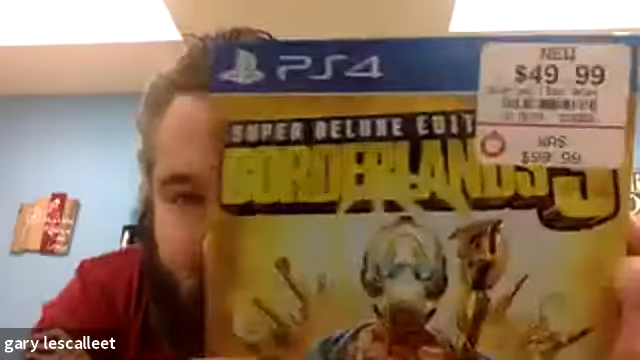 PS4
NEW
$49.99
WAS
$99.99
SUPER DELUXE EDIT
BORDERLANDS 3
gary lescalleet